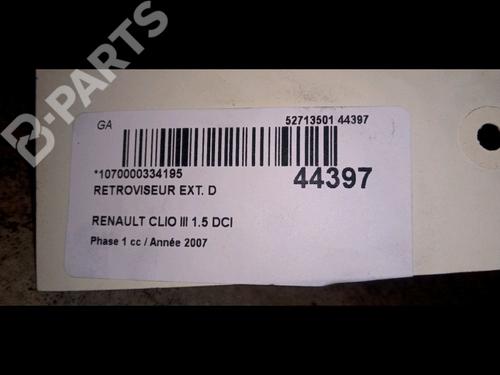 B-PARTS
GA
52713501 44397
*1070000334195
44397
RETROVISEUR EXT. D
RENAULT CLIO III 1.5 DCI
Phase 1 cc / Année 2007